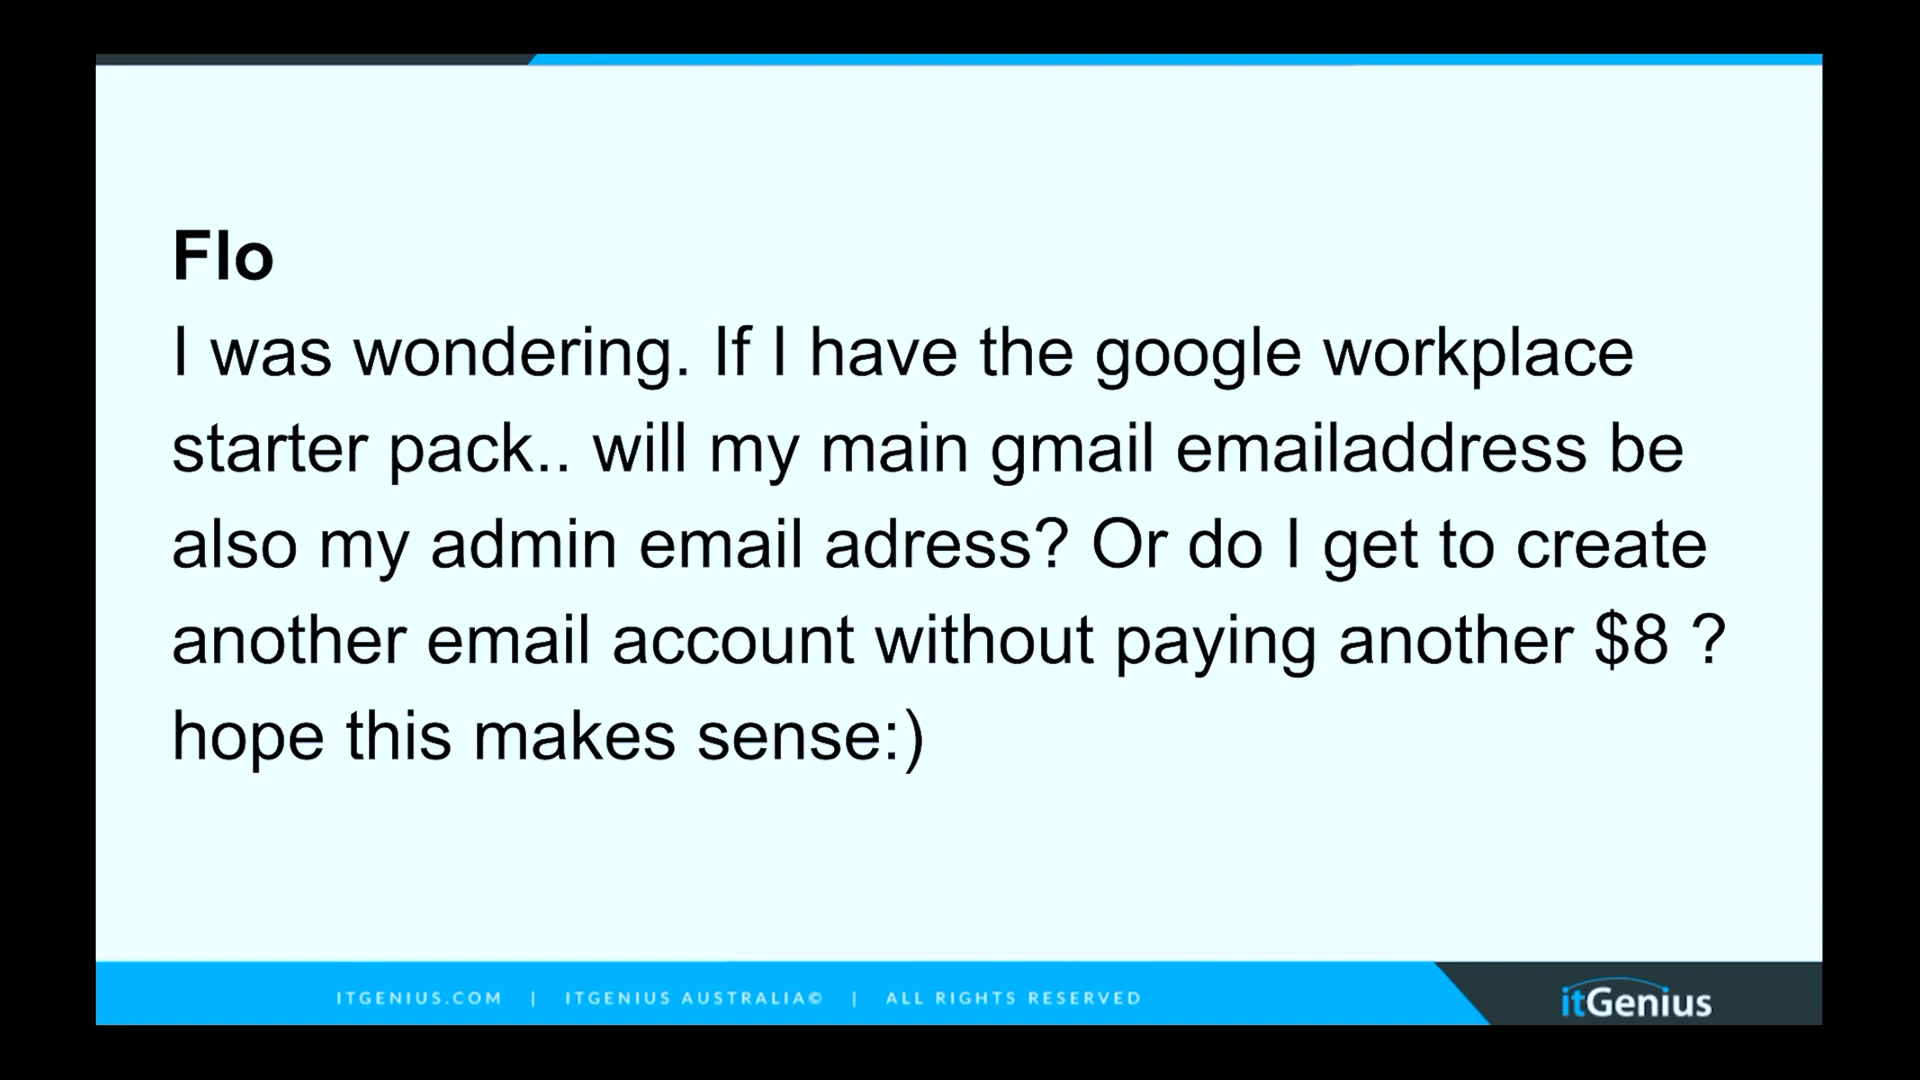 Flo
I was wondering. If I have the google workplace
starter pack.. will my main gmail emailaddress be
also my admin email adress? Or do I get to create
another email account without paying another $8 ?
hope this makes sense:)
ITGENIUS.COM | ITGENIUS AUSTRALIA© | ALL RIGHTS RESERVED
itGenius